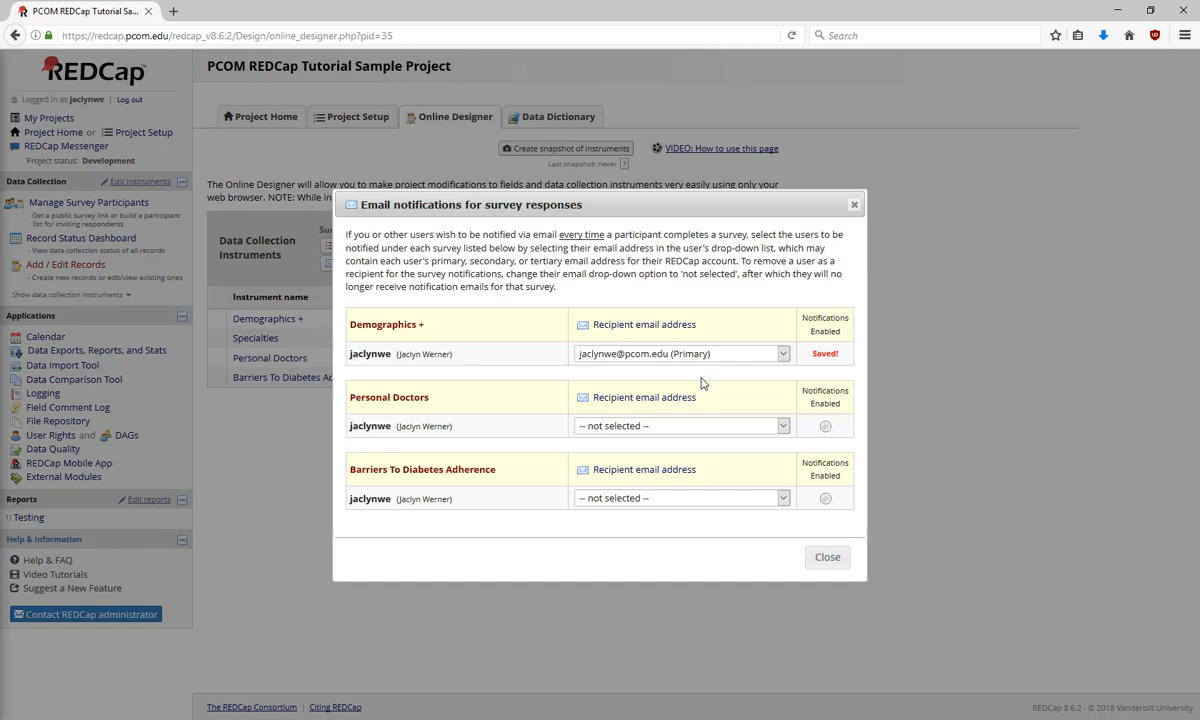 PCOM REDCap Tutorial Sa...
https://redcap.pcom.edu/redcap_v8.6.2/Design/online_designer.php?pid=35
Search
REDCap
Logged in as jaclynwe | Log out
My Projects
Project Home or Project Setup
REDCap Messenger
Project status: Development
Data Collection Edit instruments
Manage Survey Participants
- Get a public survey link or build a participant
list for inviting respondents
Record Status Dashboard
- View data collection status of all records
Add / Edit Records
- Create new records or edit/view existing ones
Show data collection instruments
Applications
Calendar
Data Exports, Reports, and Stats
Data Import Tool
Data Comparison Tool
Logging
Field Comment Log
File Repository
User Rights and DAGs
Data Quality
REDCap Mobile App
External Modules
Reports Edit reports
1) Testing
Help & Information
Help & FAQ
Video Tutorials
Suggest a New Feature
Contact REDCap administrator
PCOM REDCap Tutorial Sample Project
Project Home Project Setup Online Designer Data Dictionary
Create snapshot of instruments VIDEO: How to use this page
Last snapshot: never ?
The Online Designer will allow you to make project modifications to fields and data collection instruments very easily using only your
web browser. NOTE: While in
Data Collection
Instruments
Instrument name
Demographics +
Specialties
Personal Doctors
Barriers To Diabetes Ad
Email notifications for survey responses
If you or other users wish to be notified via email every time a participant completes a survey, select the users to be
notified under each survey listed below by selecting their email address in the user's drop-down list, which may
contain each user's primary, secondary, or tertiary email address for their REDCap account. To remove a user as a
recipient for the survey notifications, change their email drop-down option to 'not selected', after which they will no
longer receive notification emails for that survey.
Demographics + Recipient email address Notifications
Enabled
jaclynwe (Jaclyn Werner) jaclynwe@pcom.edu (Primary) Saved!
Personal Doctors Recipient email address Notifications
Enabled
jaclynwe (Jaclyn Werner) -- not selected --
Barriers To Diabetes Adherence Recipient email address Notifications
Enabled
jaclynwe (Jaclyn Werner) -- not selected --
Close
The REDCap Consortium | Citing REDCap
REDCap 8.6.2 - © 2018 Vanderbilt University